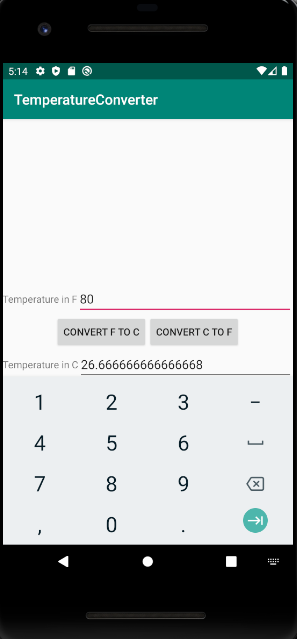 5:14
TemperatureConverter
Temperature in F 80
CONVERT F TO C CONVERT C TO F
Temperature in C 26.666666666666668
1 2 3 –
4 5 6
7 8 9
, 0 .